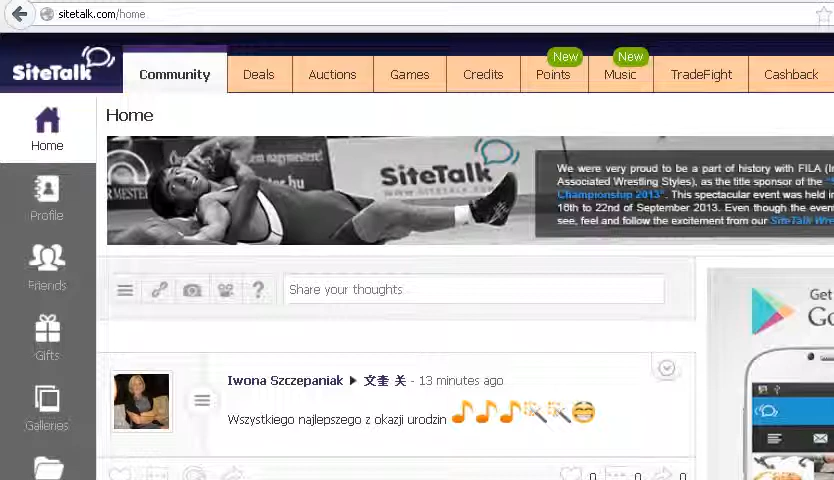 sitetalk.com/home
SiteTalk
Community
Deals
Auctions
Games
Credits
New
Points
New
Music
TradeFight
Cashback
Home
Home
Profile
Friends
Gifts
Galleries
SiteTalk
We were very proud to be a part of history with FILA
Associated Wrestling Styles), as the title sponsor of the
Championship 2013". This spectacular event was held
16th to 22nd of September 2013. Even though the
see, feel and follow the excitement from our SiteTalk
Share your thoughts
Get
Iwona Szczepaniak ▶ 文奎 关 - 13 minutes ago
Wszystkiego najlepszego z okazji urodzin
0 0 0